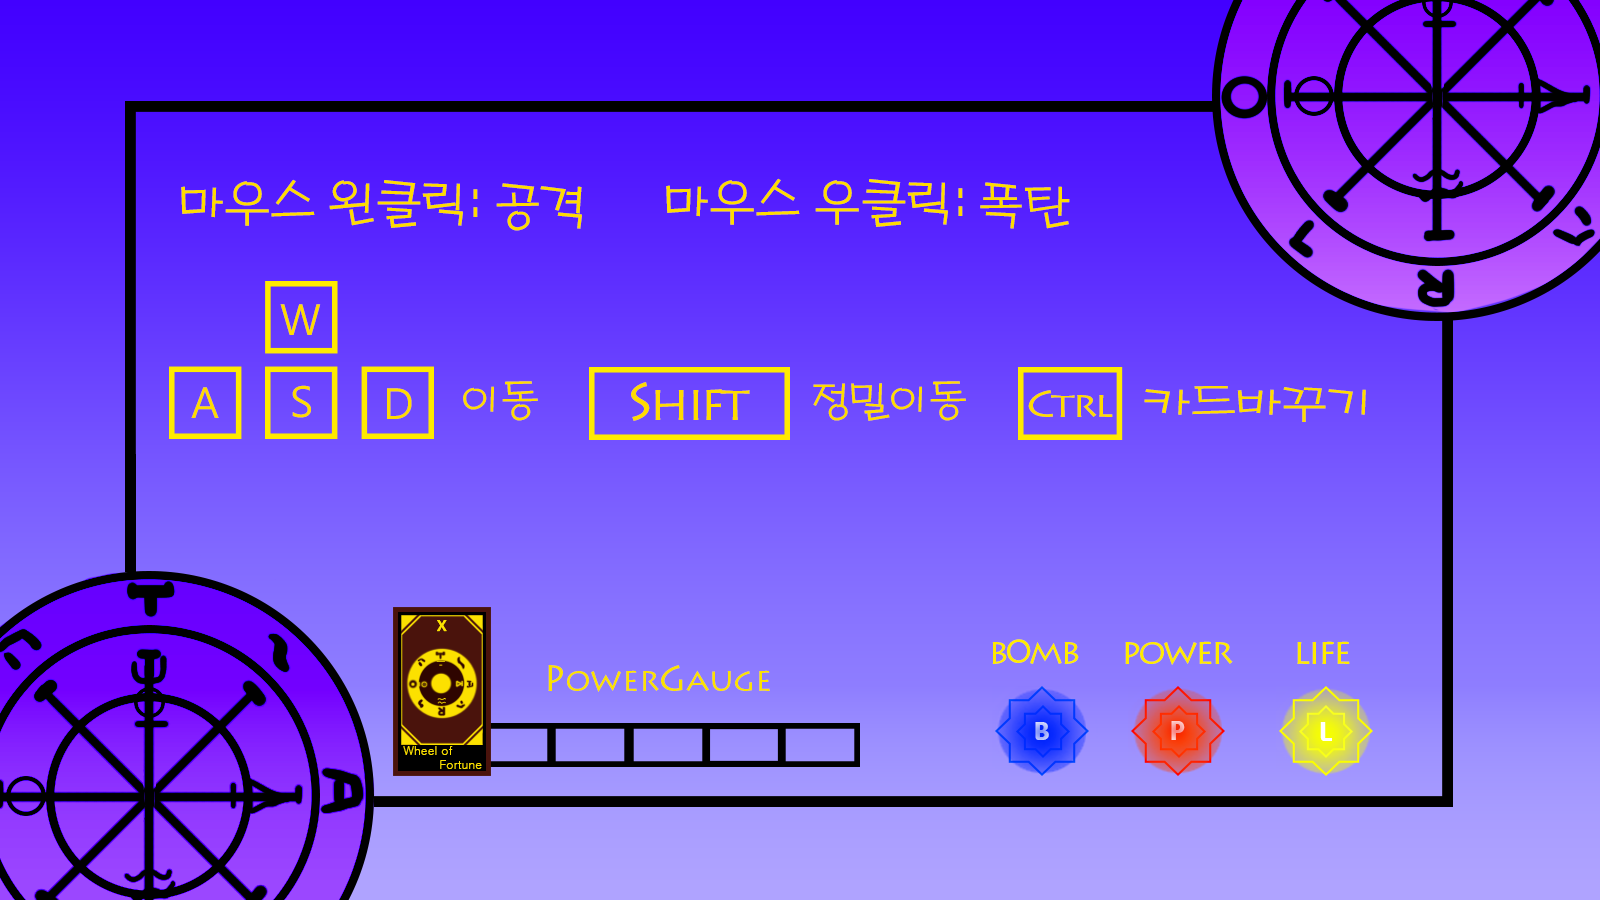 마우스 왼클릭: 공격 마우스 우클릭: 폭탄
W
A S D 이동 SHIFT 정밀이동 CTRL 카드바꾸기
O
R
T
A
X
Wheel of
Fortune
POWERGAUGE
BOMB POWER LIFE
B P L